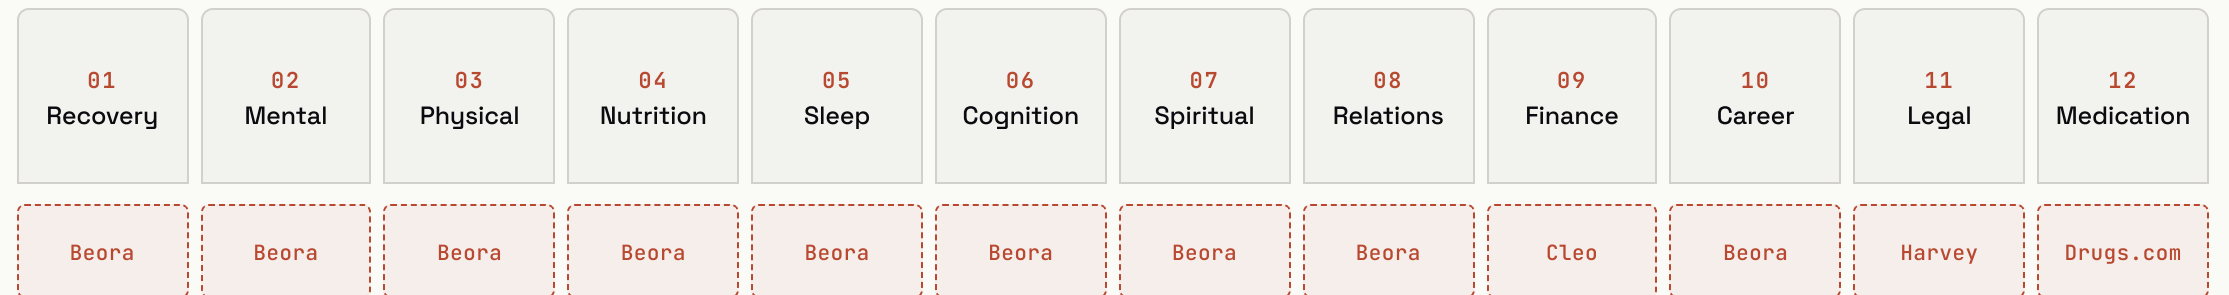 01
Recovery
02
Mental
03
Physical
04
Nutrition
05
Sleep
06
Cognition
07
Spiritual
08
Relations
09
Finance
10
Career
11
Legal
12
Medication
Beora
Beora
Beora
Beora
Beora
Beora
Beora
Beora
Cleo
Beora
Harvey
Drugs.com